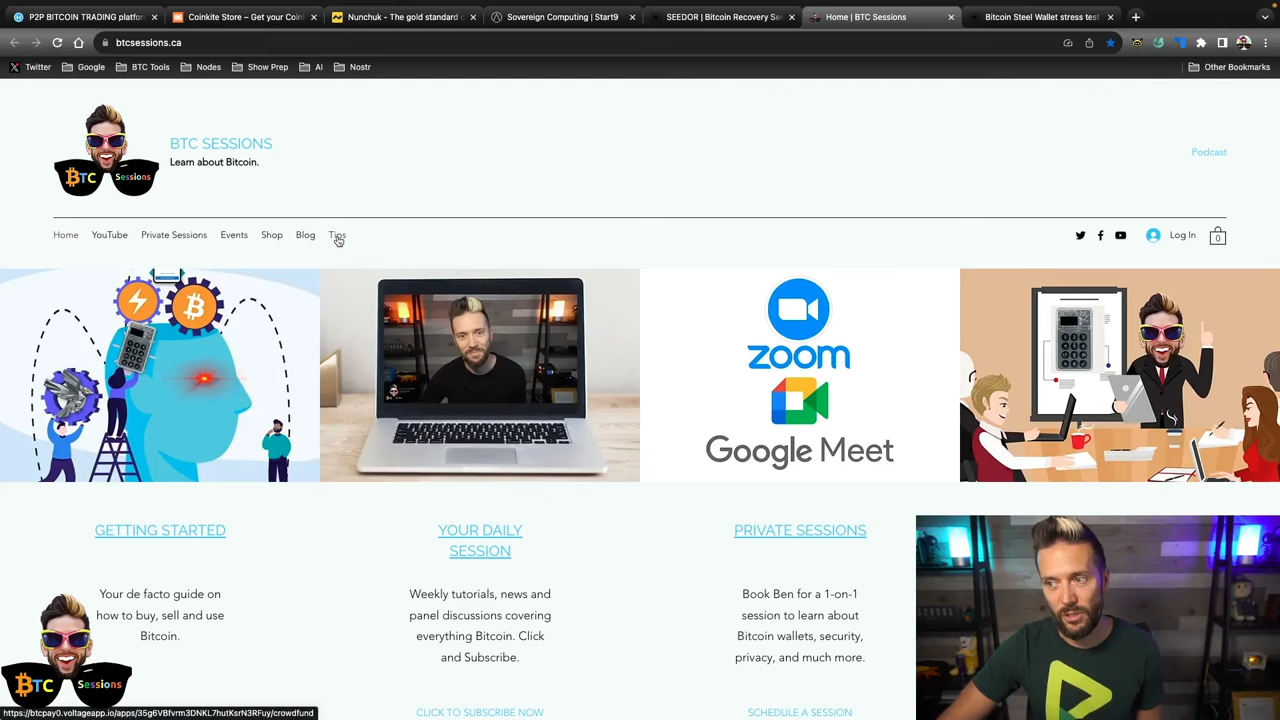 P2P BITCOIN TRADING platform
Coinkite Store – Get your Coin
Nunchuk - The gold standard o
Sovereign Computing | Start9
SEEDOR | Bitcoin Recovery Se
Home | BTC Sessions
Bitcoin Steel Wallet stress test
btcsessions.ca
Twitter
Google
BTC Tools
Nodes
Show Prep
AI
Nostr
Other Bookmarks
BTC SESSIONS
Learn about Bitcoin.
BTC Sessions
Podcast
Home
YouTube
Private Sessions
Events
Shop
Blog
Tips
Log In
0
zoom
Google Meet
GETTING STARTED
Your de facto guide on
how to buy, sell and use
Bitcoin.
YOUR DAILY
SESSION
Weekly tutorials, news and
panel discussions covering
everything Bitcoin. Click
and Subscribe.
CLICK TO SUBSCRIBE NOW
PRIVATE SESSIONS
Book Ben for a 1-on-1
session to learn about
Bitcoin wallets, security,
privacy, and much more.
SCHEDULE A SESSION
BTC Sessions
https://btcpay0.voltageapp.io/apps/35g6VBfvrm3DNKL7hutKsrN3RFuy/crowdfund